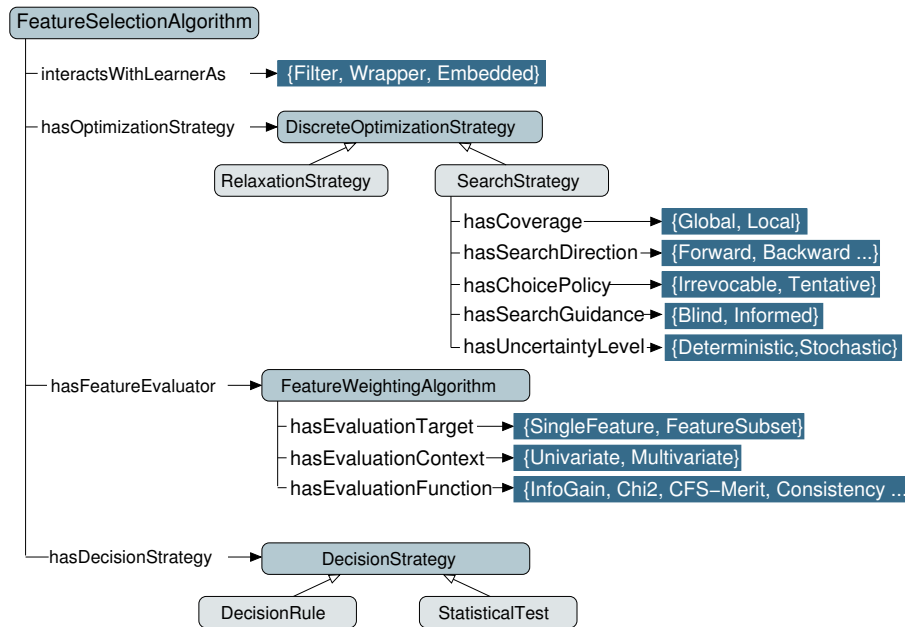 FeatureSelectionAlgorithm
interactsWithLearnerAs {Filter, Wrapper, Embedded}
hasOptimizationStrategy DiscreteOptimizationStrategy
RelaxationStrategy SearchStrategy
hasCoverage {Global, Local}
hasSearchDirection {Forward, Backward ...}
hasChoicePolicy {Irrevocable, Tentative}
hasSearchGuidance {Blind, Informed}
hasUncertaintyLevel {Deterministic,Stochastic}
hasFeatureEvaluator FeatureWeightingAlgorithm
hasEvaluationTarget {SingleFeature, FeatureSubset}
hasEvaluationContext {Univariate, Multivariate}
hasEvaluationFunction {InfoGain, Chi2, CFS−Merit, Consistency ...
hasDecisionStrategy DecisionStrategy
DecisionRule StatisticalTest